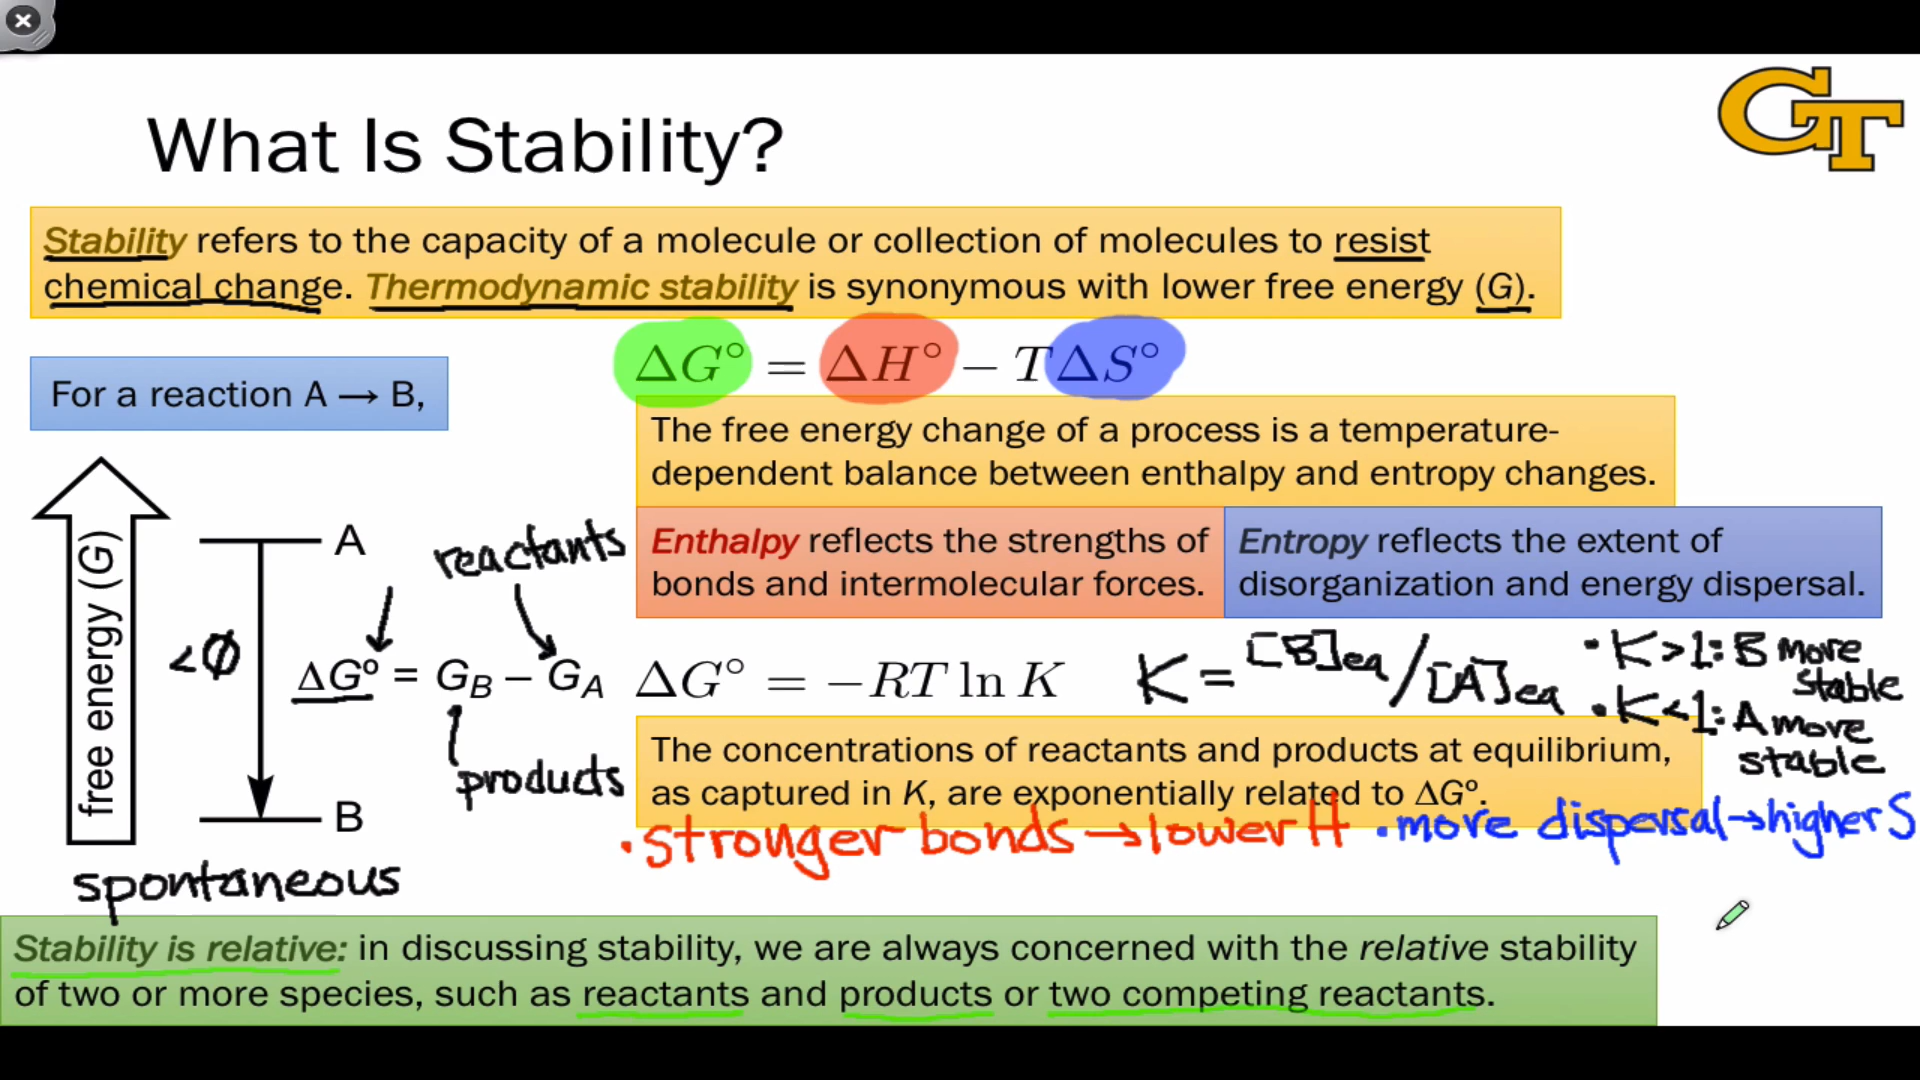 GT
What Is Stability?
Stability refers to the capacity of a molecule or collection of molecules to resist
chemical change. Thermodynamic stability is synonymous with lower free energy (G).
ΔG° = ΔH° − TΔS°
For a reaction A → B,
The free energy change of a process is a temperature-
dependent balance between enthalpy and entropy changes.
Enthalpy reflects the strengths of
bonds and intermolecular forces.
Entropy reflects the extent of
disorganization and energy dispersal.
free energy (G)
A
reactants
<0
ΔG° = G_B − G_A
products
B
spontaneous
ΔG° = −RT ln K
K = [B]eq/[A]eq
• K>1: B more
stable
• K<1: A more
stable
The concentrations of reactants and products at equilibrium,
as captured in K, are exponentially related to ΔG°.
• stronger bonds → lower H
• more dispersal → higher S
Stability is relative: in discussing stability, we are always concerned with the relative stability
of two or more species, such as reactants and products or two competing reactants.